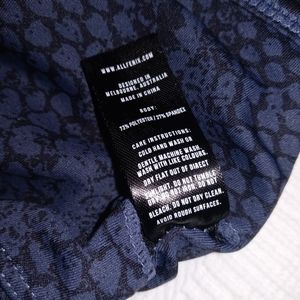 WWW.ALLFENIX.COM
DESIGNED IN
MELBOURNE, AUSTRALIA
MADE IN CHINA
BODY:
73% POLYESTER / 27% SPANDEX
CARE INSTRUCTIONS:
COLD HAND WASH OR
GENTLE MACHINE WASH.
WASH WITH LIKE COLOURS.
DRY FLAT OUT OF DIRECT
SUNLIGHT. DO NOT TUMBLE
DRY. DO NOT IRON. DO NOT
BLEACH. DO NOT DRY CLEAN.
AVOID ROUGH SURFACES.